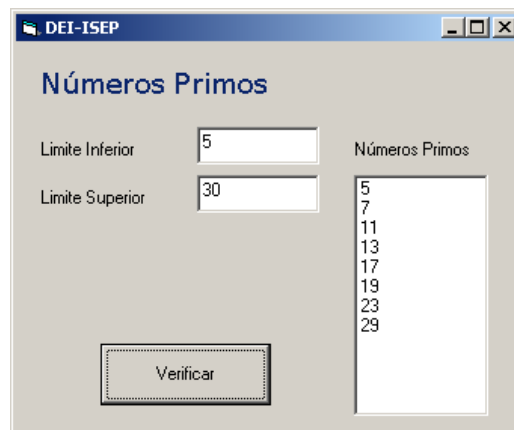 DEI-ISEP
Números Primos
Limite Inferior
5
Limite Superior
30
Números Primos
5
7
11
13
17
19
23
29
Verificar